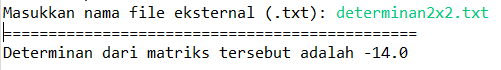 Masukkan nama file eksternal (.txt): determinan2x2.txt
==============================================
Determinan dari matriks tersebut adalah -14.0